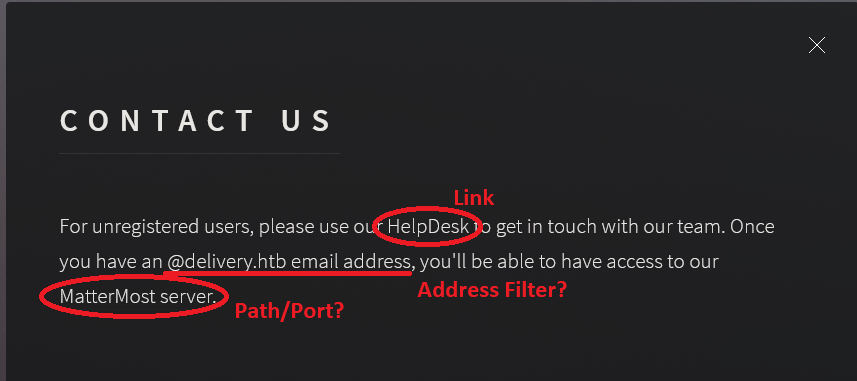 CONTACT US
Link
For unregistered users, please use our HelpDesk to get in touch with our team. Once
you have an @delivery.htb email address, you'll be able to have access to our
Address Filter?
MatterMost server.
Path/Port?